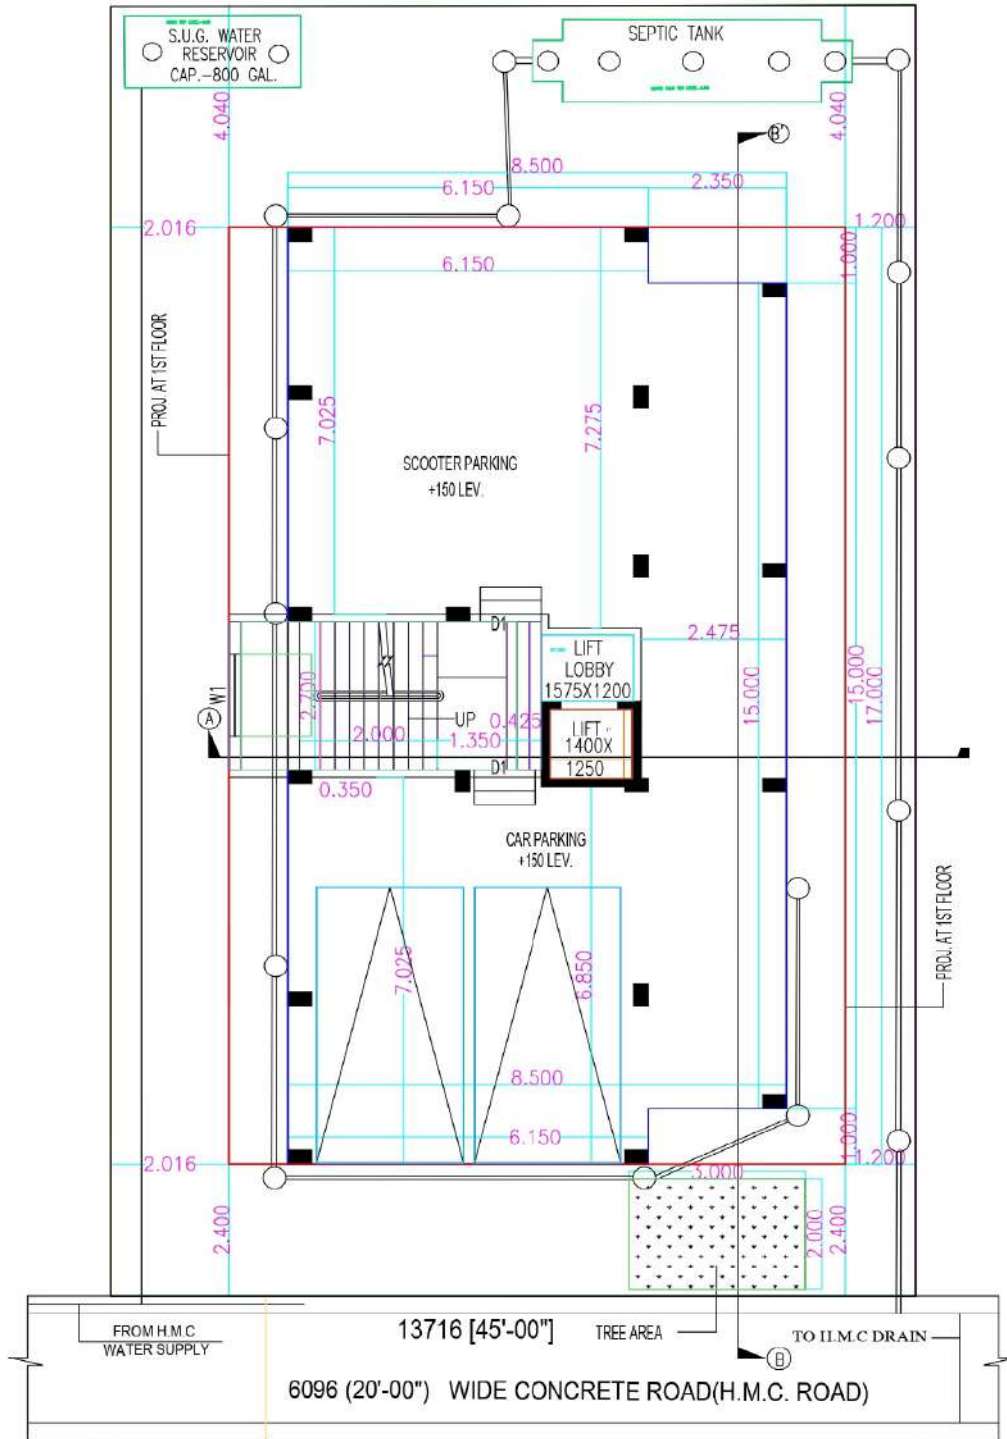 S.U.G. WATER
RESERVOIR
CAP.-800 GAL.
SEPTIC TANK
4.040
4.040
B'
8.500
6.150
2.350
2.016
1.200
6.150
1.000
PROJ. AT 1ST FLOOR
7.025
7.275
SCOOTER PARKING
+150 LEV.
D1
2.475
LIFT
LOBBY
1575X1200
W1
2.700
15.000
15.000
17.000
A
UP
0.425
2.000
1.350
LIFT
1400X
1250
D1
0.350
CAR PARKING
+150 LEV.
7.025
6.850
PROJ. AT 1ST FLOOR
8.500
6.150
1.000
2.016
1.200
3.000
2.400
2.000
2.400
FROM H.M.C
WATER SUPPLY
13716 [45'-00"]
TREE AREA
TO H.M.C DRAIN
B
6096 (20'-00") WIDE CONCRETE ROAD(H.M.C. ROAD)